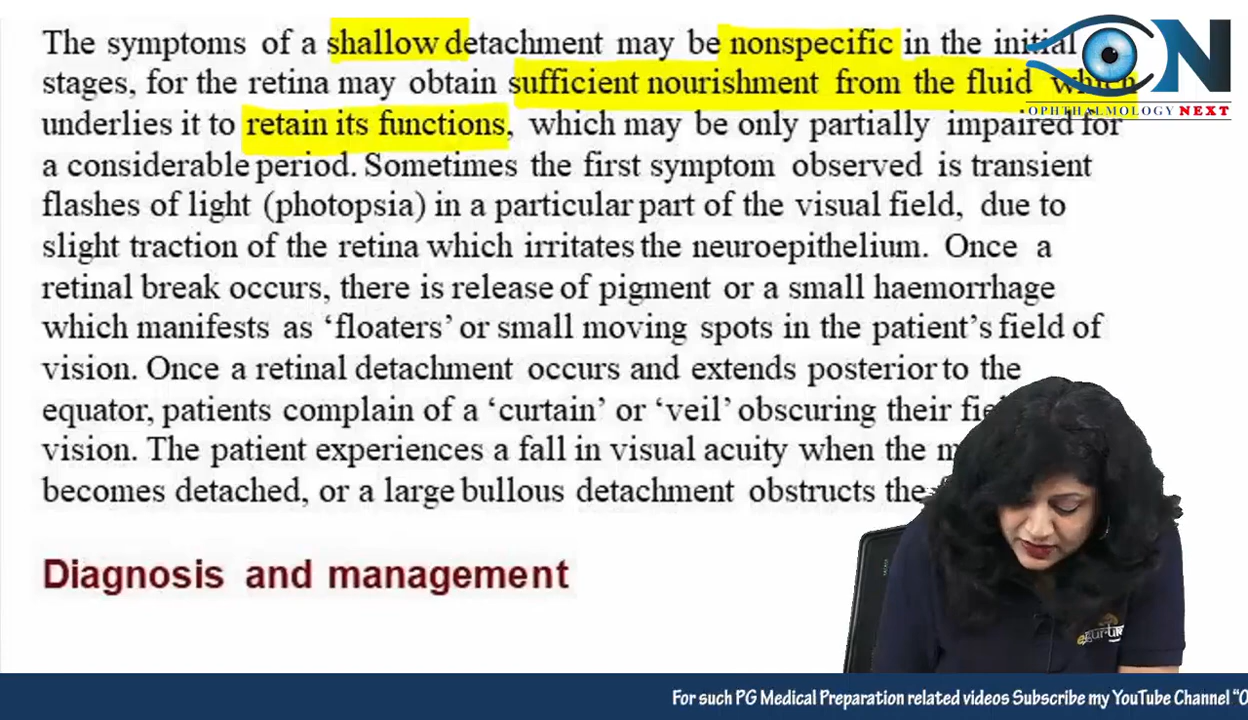 The symptoms of a shallow detachment may be nonspecific in the initial
stages, for the retina may obtain sufficient nourishment from the fluid which
underlies it to retain its functions, which may be only partially impaired for
a considerable period. Sometimes the first symptom observed is transient
flashes of light (photopsia) in a particular part of the visual field, due to
slight traction of the retina which irritates the neuroepithelium. Once a
retinal break occurs, there is release of pigment or a small haemorrhage
which manifests as ‘floaters’ or small moving spots in the patient’s field of
vision. Once a retinal detachment occurs and extends posterior to the
equator, patients complain of a ‘curtain’ or ‘veil’ obscuring their
vision. The patient experiences a fall in visual acuity when the
becomes detached, or a large bullous detachment obstructs the
Diagnosis and management
ON
OPHTHALMOLOGY NEXT
For such PG Medical Preparation related videos Subscribe my YouTube Channel “O